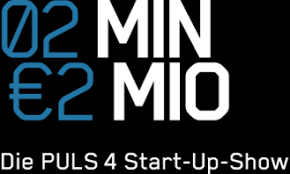 02 MIN
€2 MIO
Die PULS 4 Start-Up-Show